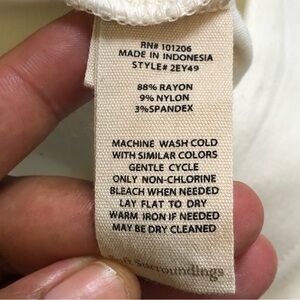 RN# 101206
MADE IN INDONESIA
STYLE# 2EY49
88% RAYON
9% NYLON
3%SPANDEX
MACHINE WASH COLD
WITH SIMILAR COLORS
GENTLE CYCLE
ONLY NON-CHLORINE
BLEACH WHEN NEEDED
LAY FLAT TO DRY
WARM IRON IF NEEDED
MAY BE DRY CLEANED
Soft Surroundings